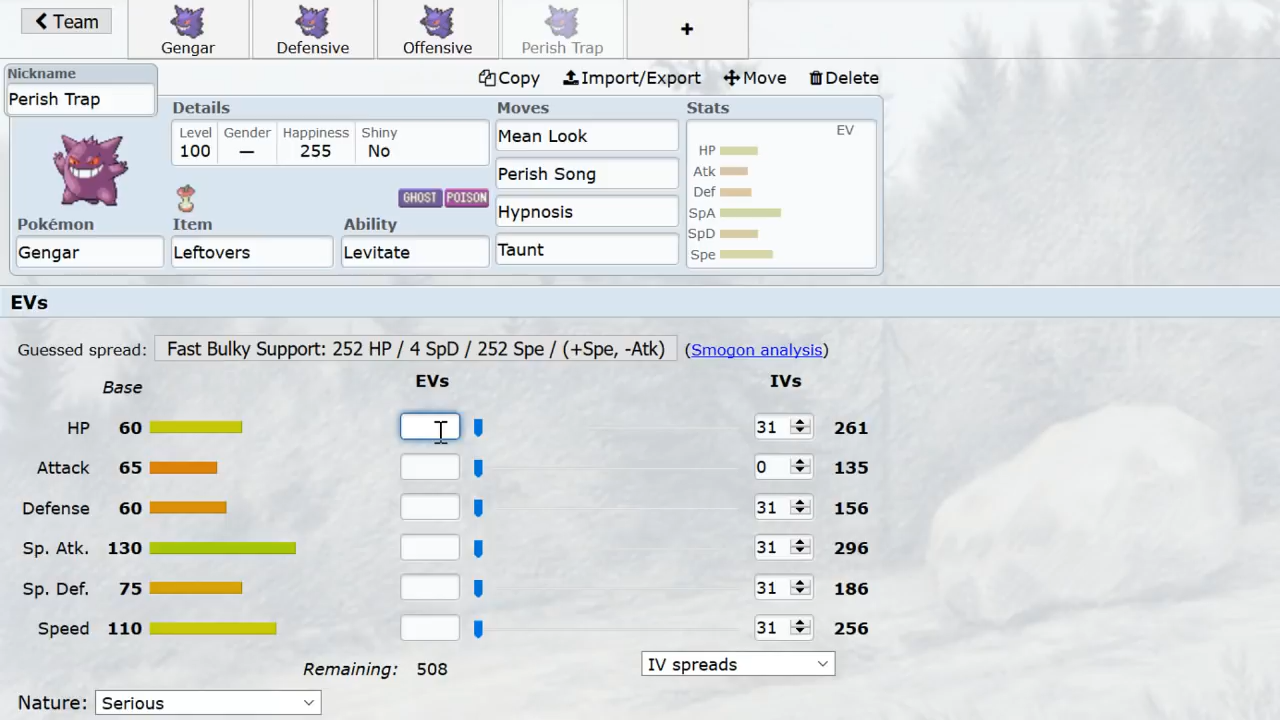 Team
Gengar
Defensive
Offensive
Perish Trap
+
Nickname
Perish Trap
Copy
Import/Export
Move
Delete
Details
Level
100
Gender
—
Happiness
255
Shiny
No
GHOST POISON
Pokémon
Gengar
Item
Leftovers
Ability
Levitate
Moves
Mean Look
Perish Song
Hypnosis
Taunt
Stats
EV
HP
Atk
Def
SpA
SpD
Spe
EVs
Guessed spread: Fast Bulky Support: 252 HP / 4 SpD / 252 Spe / (+Spe, -Atk) (Smogon analysis)
Base EVs IVs
HP 60 31 261
Attack 65 0 135
Defense 60 31 156
Sp. Atk. 130 31 296
Sp. Def. 75 31 186
Speed 110 31 256
Remaining: 508
IV spreads
Nature: Serious